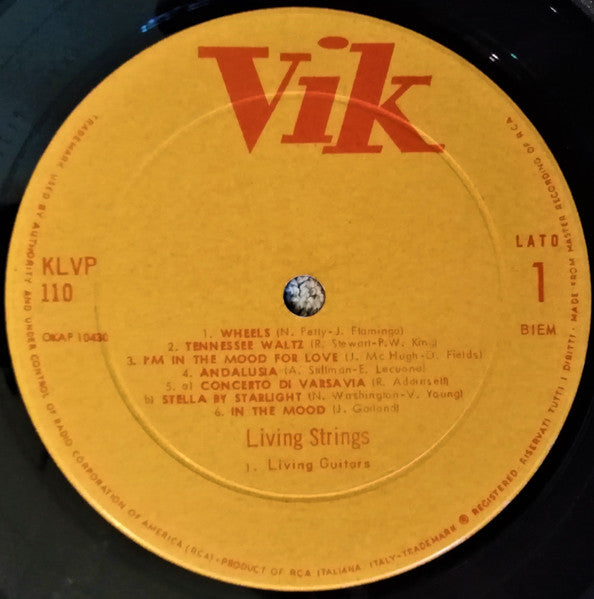 Vik
LATO
1
BIEM
KLVP
110
OKAP 10430
1. WHEELS (N. Petty-J. Flamingo)
2. TENNESSEE WALTZ (R. Stewart-P.W. King)
3. I'M IN THE MOOD FOR LOVE (J. Mc Hugh-D. Fields)
4. ANDALUSIA (A. Stillman-E. Lecuona)
5. a) CONCERTO DI VARSAVIA (R. Addinsell)
b) STELLA BY STARLIGHT (N. Washington-V. Young)
6. IN THE MOOD (J. Garland)
Living Strings
1. Living Guitars
TRADEMARK USED BY AUTHORITY AND UNDER CONTROL OF RADIO CORPORATION OF AMERICA (RCA)-PRODUCT OF RCA ITALIANA, ITALY-TRADEMARK ® REGISTERED. RISERVATI TUTTI I DIRITTI. MADE FROM MASTER RECORDING OF RCA